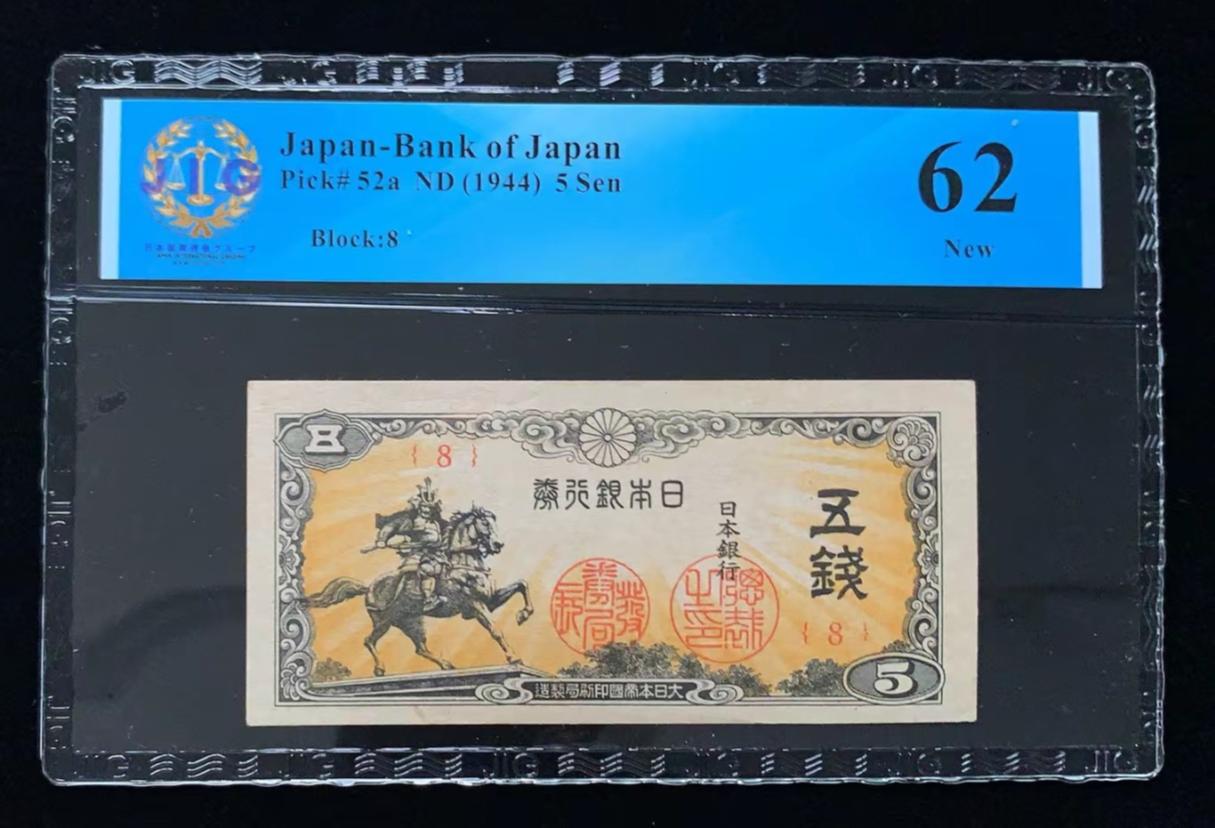 Japan-Bank of Japan
Pick# 52a ND (1944) 5 Sen
Block:8
62
New
JIG
五
{ 8 }
日本銀行券
日本銀行
五錢
{ 8 }
大日本帝國印刷局製造
5